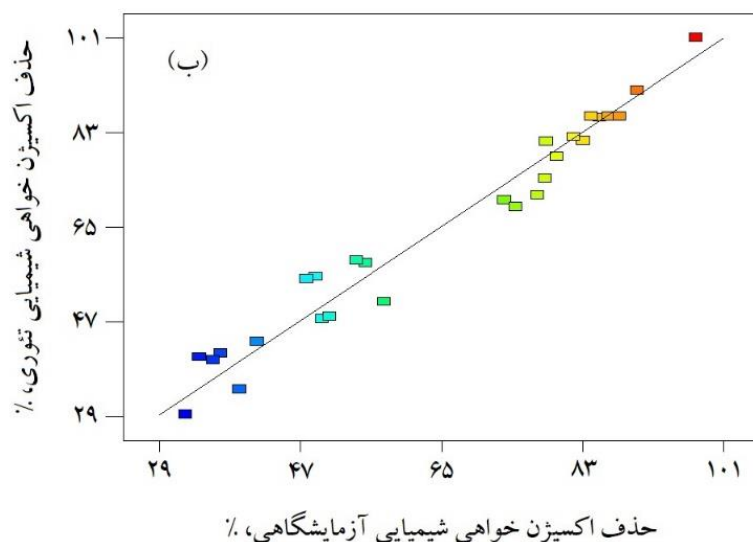 (ب)
حذف اکسیژن خواهی شیمیایی تئوری، %
۱۰۱
۸۳
۶۵
۴۷
۲۹
۲۹ ۴۷ ۶۵ ۸۳ ۱۰۱
حذف اکسیژن خواهی شیمیایی آزمایشگاهی، %